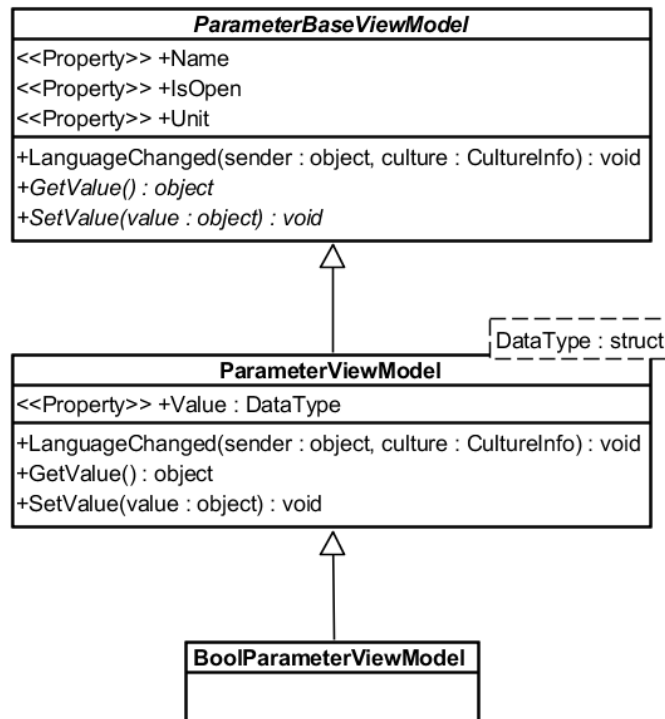 ParameterBaseViewModel
<<Property>> +Name
<<Property>> +IsOpen
<<Property>> +Unit
+LanguageChanged(sender : object, culture : CultureInfo) : void
+GetValue() : object
+SetValue(value : object) : void
DataType : struct
ParameterViewModel
<<Property>> +Value : DataType
+LanguageChanged(sender : object, culture : CultureInfo) : void
+GetValue() : object
+SetValue(value : object) : void
BoolParameterViewModel